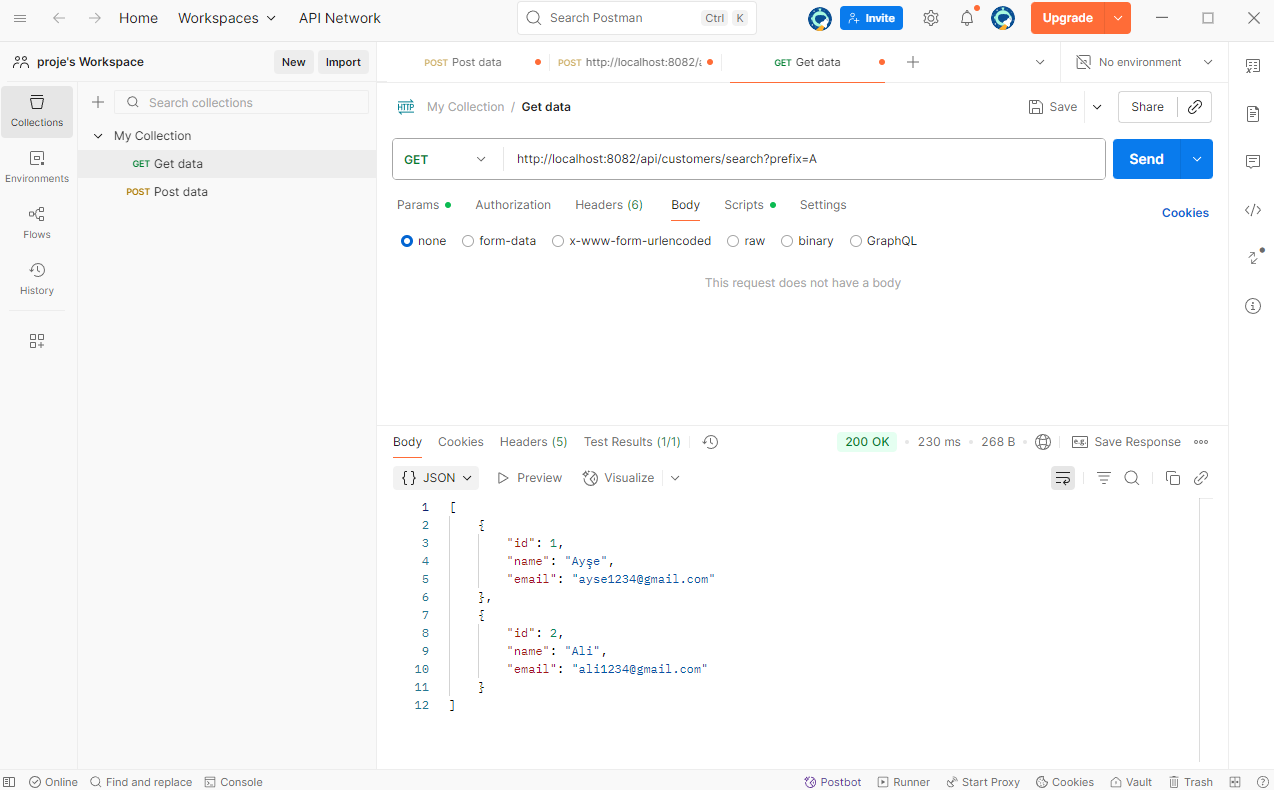 Home Workspaces API Network Search Postman Ctrl K Invite Upgrade
proje's Workspace New Import
POST Post data POST http://localhost:8082/a GET Get data No environment
Collections
Environments
Flows
History
Search collections
My Collection
GET Get data
POST Post data
HTTP My Collection / Get data Save Share
GET http://localhost:8082/api/customers/search?prefix=A Send
Params Authorization Headers (6) Body Scripts Settings Cookies
none form-data x-www-form-urlencoded raw binary GraphQL
This request does not have a body
Body Cookies Headers (5) Test Results (1/1) 200 OK 230 ms 268 B e.g. Save Response
{} JSON Preview Visualize
1 [
2 {
3 "id": 1,
4 "name": "Ayşe",
5 "email": "ayse1234@gmail.com"
6 },
7 {
8 "id": 2,
9 "name": "Ali",
10 "email": "ali1234@gmail.com"
11 }
12 ]
Online Find and replace Console Postbot Runner Start Proxy Cookies Vault Trash